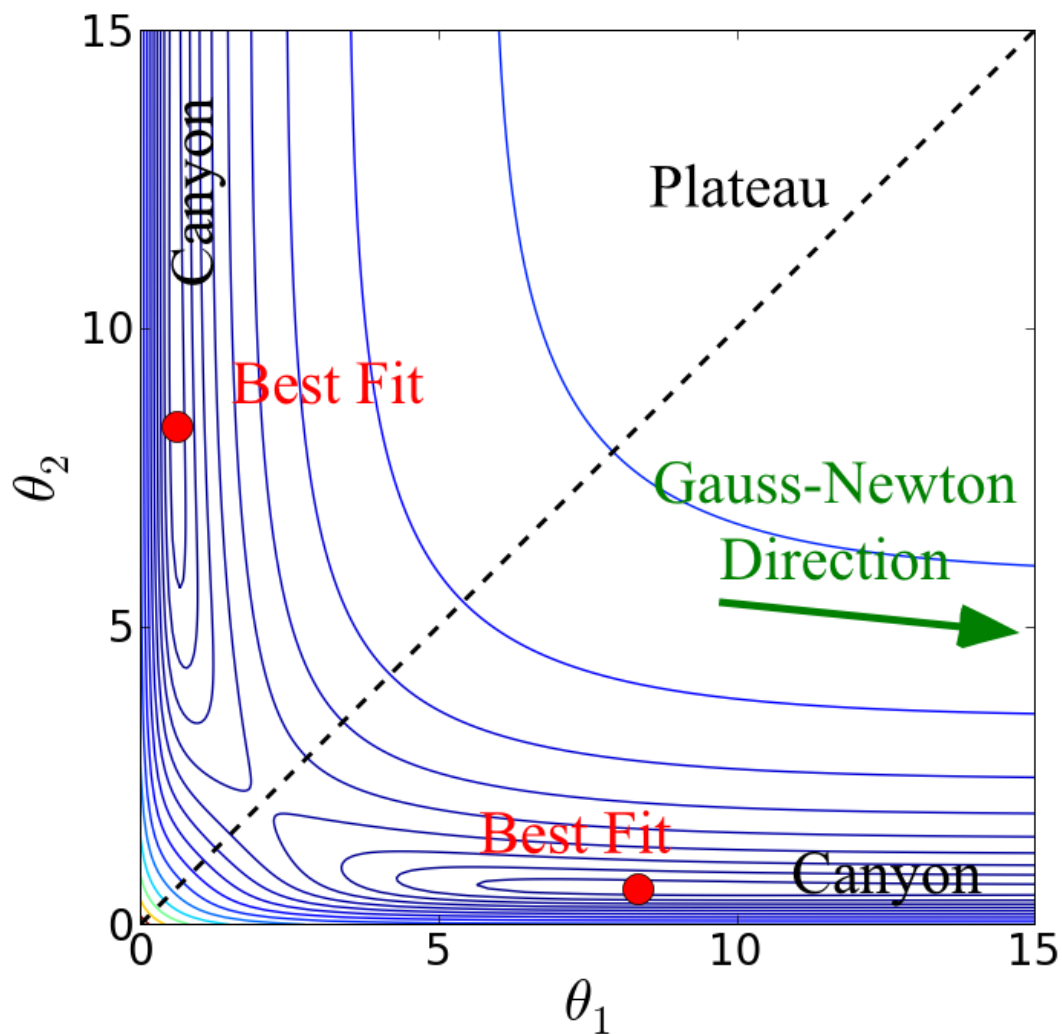 15
Canyon
Plateau
10
Best Fit
Gauss-Newton
Direction
θ₂
5
Best Fit
Canyon
0
0 5 10 15
θ₁